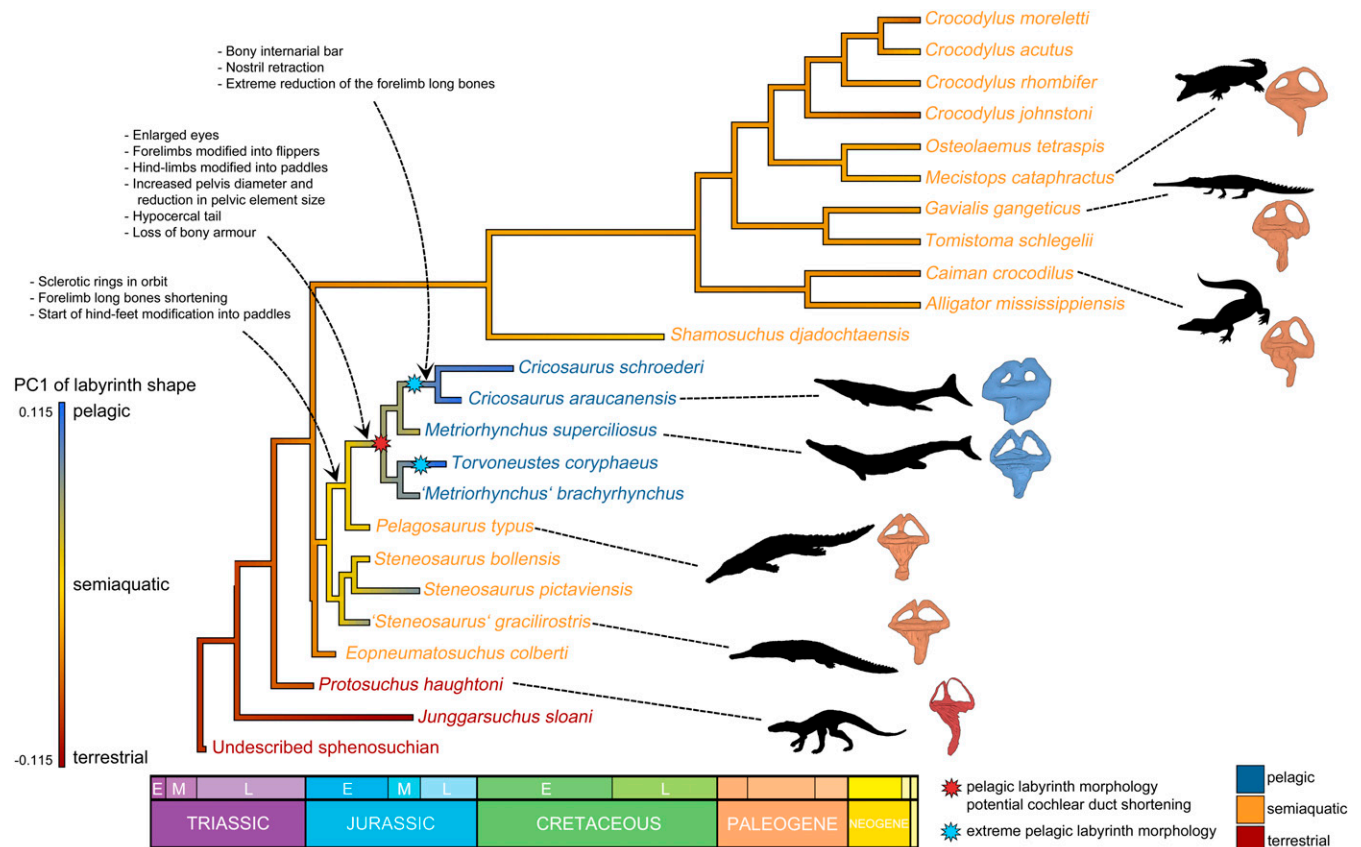 - Bony internarial bar
- Nostril retraction
- Extreme reduction of the forelimb long bones
- Enlarged eyes
- Forelimbs modified into flippers
- Hind-limbs modified into paddles
- Increased pelvis diameter and
reduction in pelvic element size
- Hypocercal tail
- Loss of bony armour
- Sclerotic rings in orbit
- Forelimb long bones shortening
- Start of hind-feet modification into paddles
PC1 of labyrinth shape
0.115
pelagic
semiaquatic
-0.115
terrestrial
Crocodylus moreletti
Crocodylus acutus
Crocodylus rhombifer
Crocodylus johnstoni
Osteolaemus tetraspis
Mecistops cataphractus
Gavialis gangeticus
Tomistoma schlegelii
Caiman crocodilus
Alligator mississippiensis
Shamosuchus djadochtaensis
Cricosaurus schroederi
Cricosaurus araucanensis
Metriorhynchus superciliosus
Torvoneustes coryphaeus
‘Metriorhynchus‘ brachyrhynchus
Pelagosaurus typus
Steneosaurus bollensis
Steneosaurus pictaviensis
‘Steneosaurus‘ gracilirostris
Eopneumatosuchus colberti
Protosuchus haughtoni
Junggarsuchus sloani
Undescribed sphenosuchian
E M L E M L E L
TRIASSIC JURASSIC CRETACEOUS PALEOGENE NEOGENE
pelagic labyrinth morphology
potential cochlear duct shortening
extreme pelagic labyrinth morphology
pelagic
semiaquatic
terrestrial